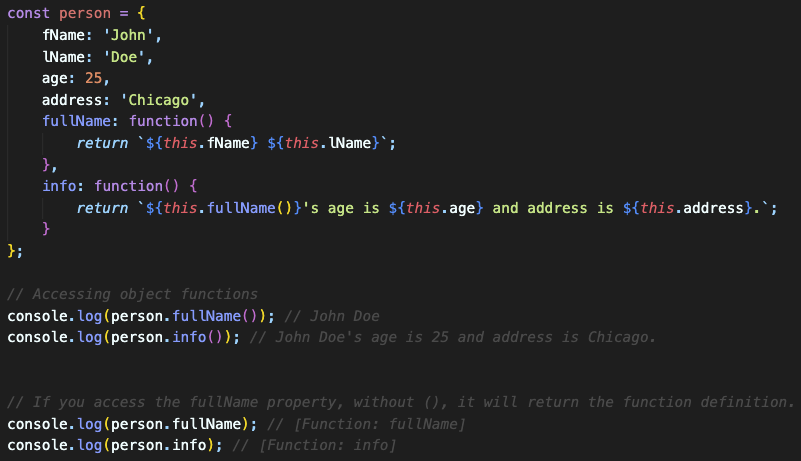 const person = {
    fName: 'John',
    lName: 'Doe',
    age: 25,
    address: 'Chicago',
    fullName: function() {
        return `${this.fName} ${this.lName}`;
    },
    info: function() {
        return `${this.fullName()}'s age is ${this.age} and address is ${this.address}.`;
    }
};

// Accessing object functions
console.log(person.fullName()); // John Doe
console.log(person.info()); // John Doe's age is 25 and address is Chicago.


// If you access the fullName property, without (), it will return the function definition.
console.log(person.fullName); // [Function: fullName]
console.log(person.info); // [Function: info]